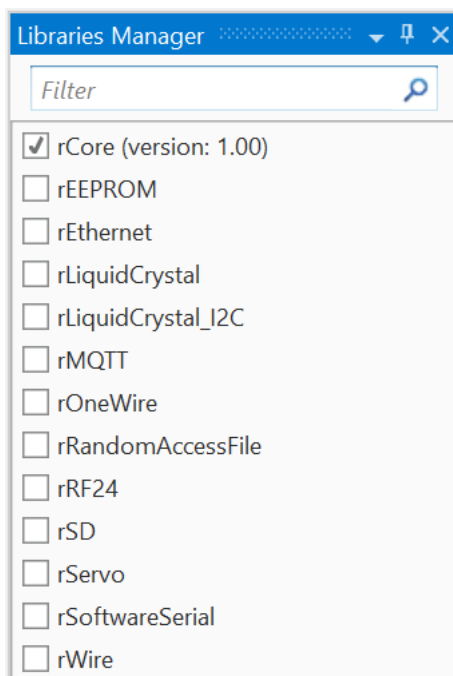 Libraries Manager
Filter
rCore (version: 1.00)
rEEPROM
rEthernet
rLiquidCrystal
rLiquidCrystal_I2C
rMQTT
rOneWire
rRandomAccessFile
rRF24
rSD
rServo
rSoftwareSerial
rWire